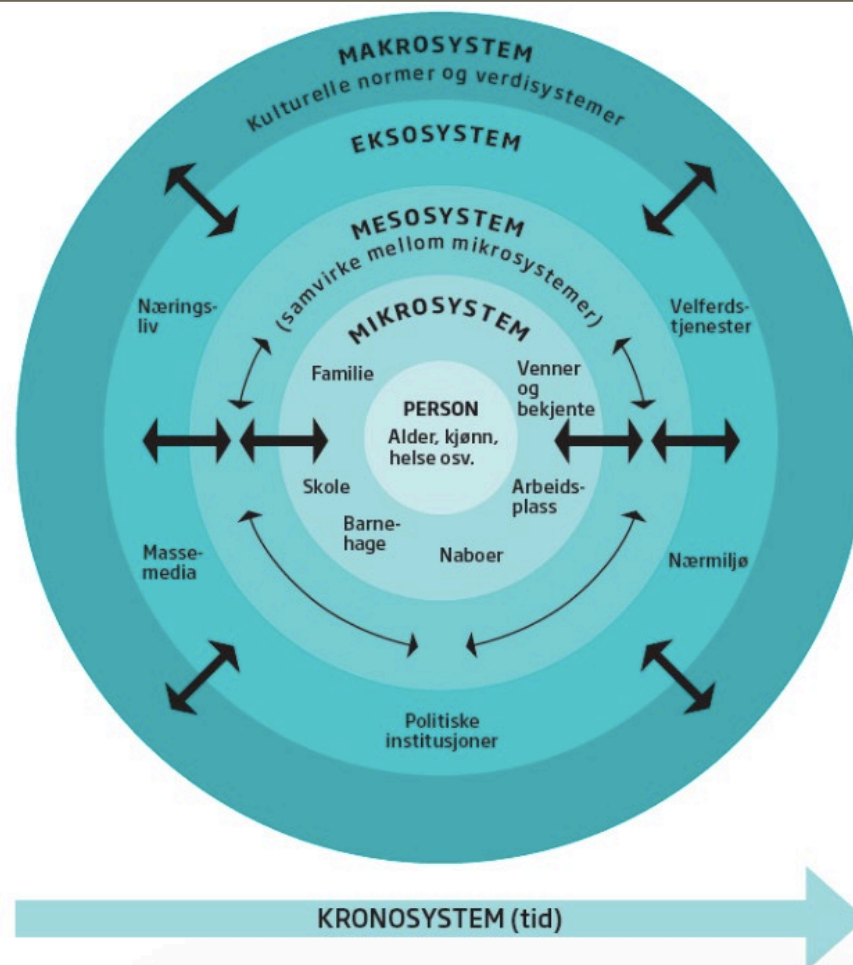 MAKROSYSTEM
Kulturelle normer og verdisystemer
EKSOSYSTEM
MESOSYSTEM
(samvirke mellom mikrosystemer)
MIKROSYSTEM
Nærings-
liv
Velferds-
tjenester
Familie
Venner
og
bekjente
PERSON
Alder, kjønn,
helse osv.
Skole
Arbeids-
plass
Barne-
hage
Naboer
Masse-
media
Nærmiljø
Politiske
institusjoner
KRONOSYSTEM (tid)